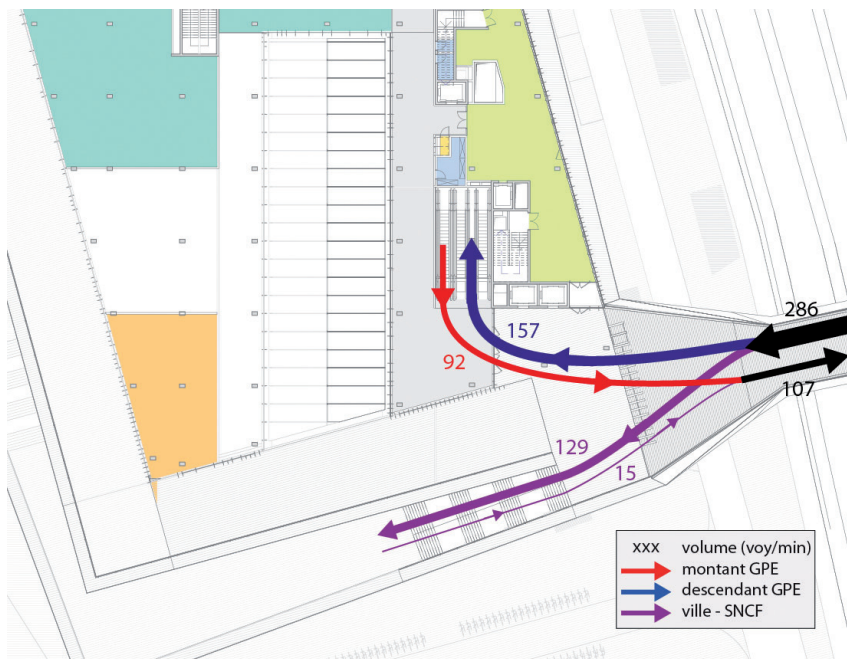 286
157
92
107
129
15
xxx volume (voy/min)
montant GPE
descendant GPE
ville - SNCF